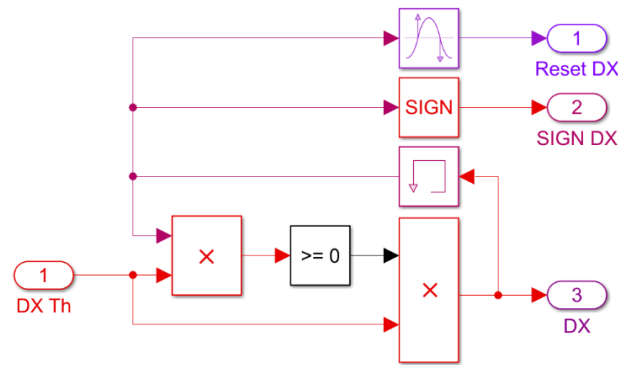 1
Reset DX
SIGN
2
SIGN DX
×
>= 0
×
1
DX Th
3
DX